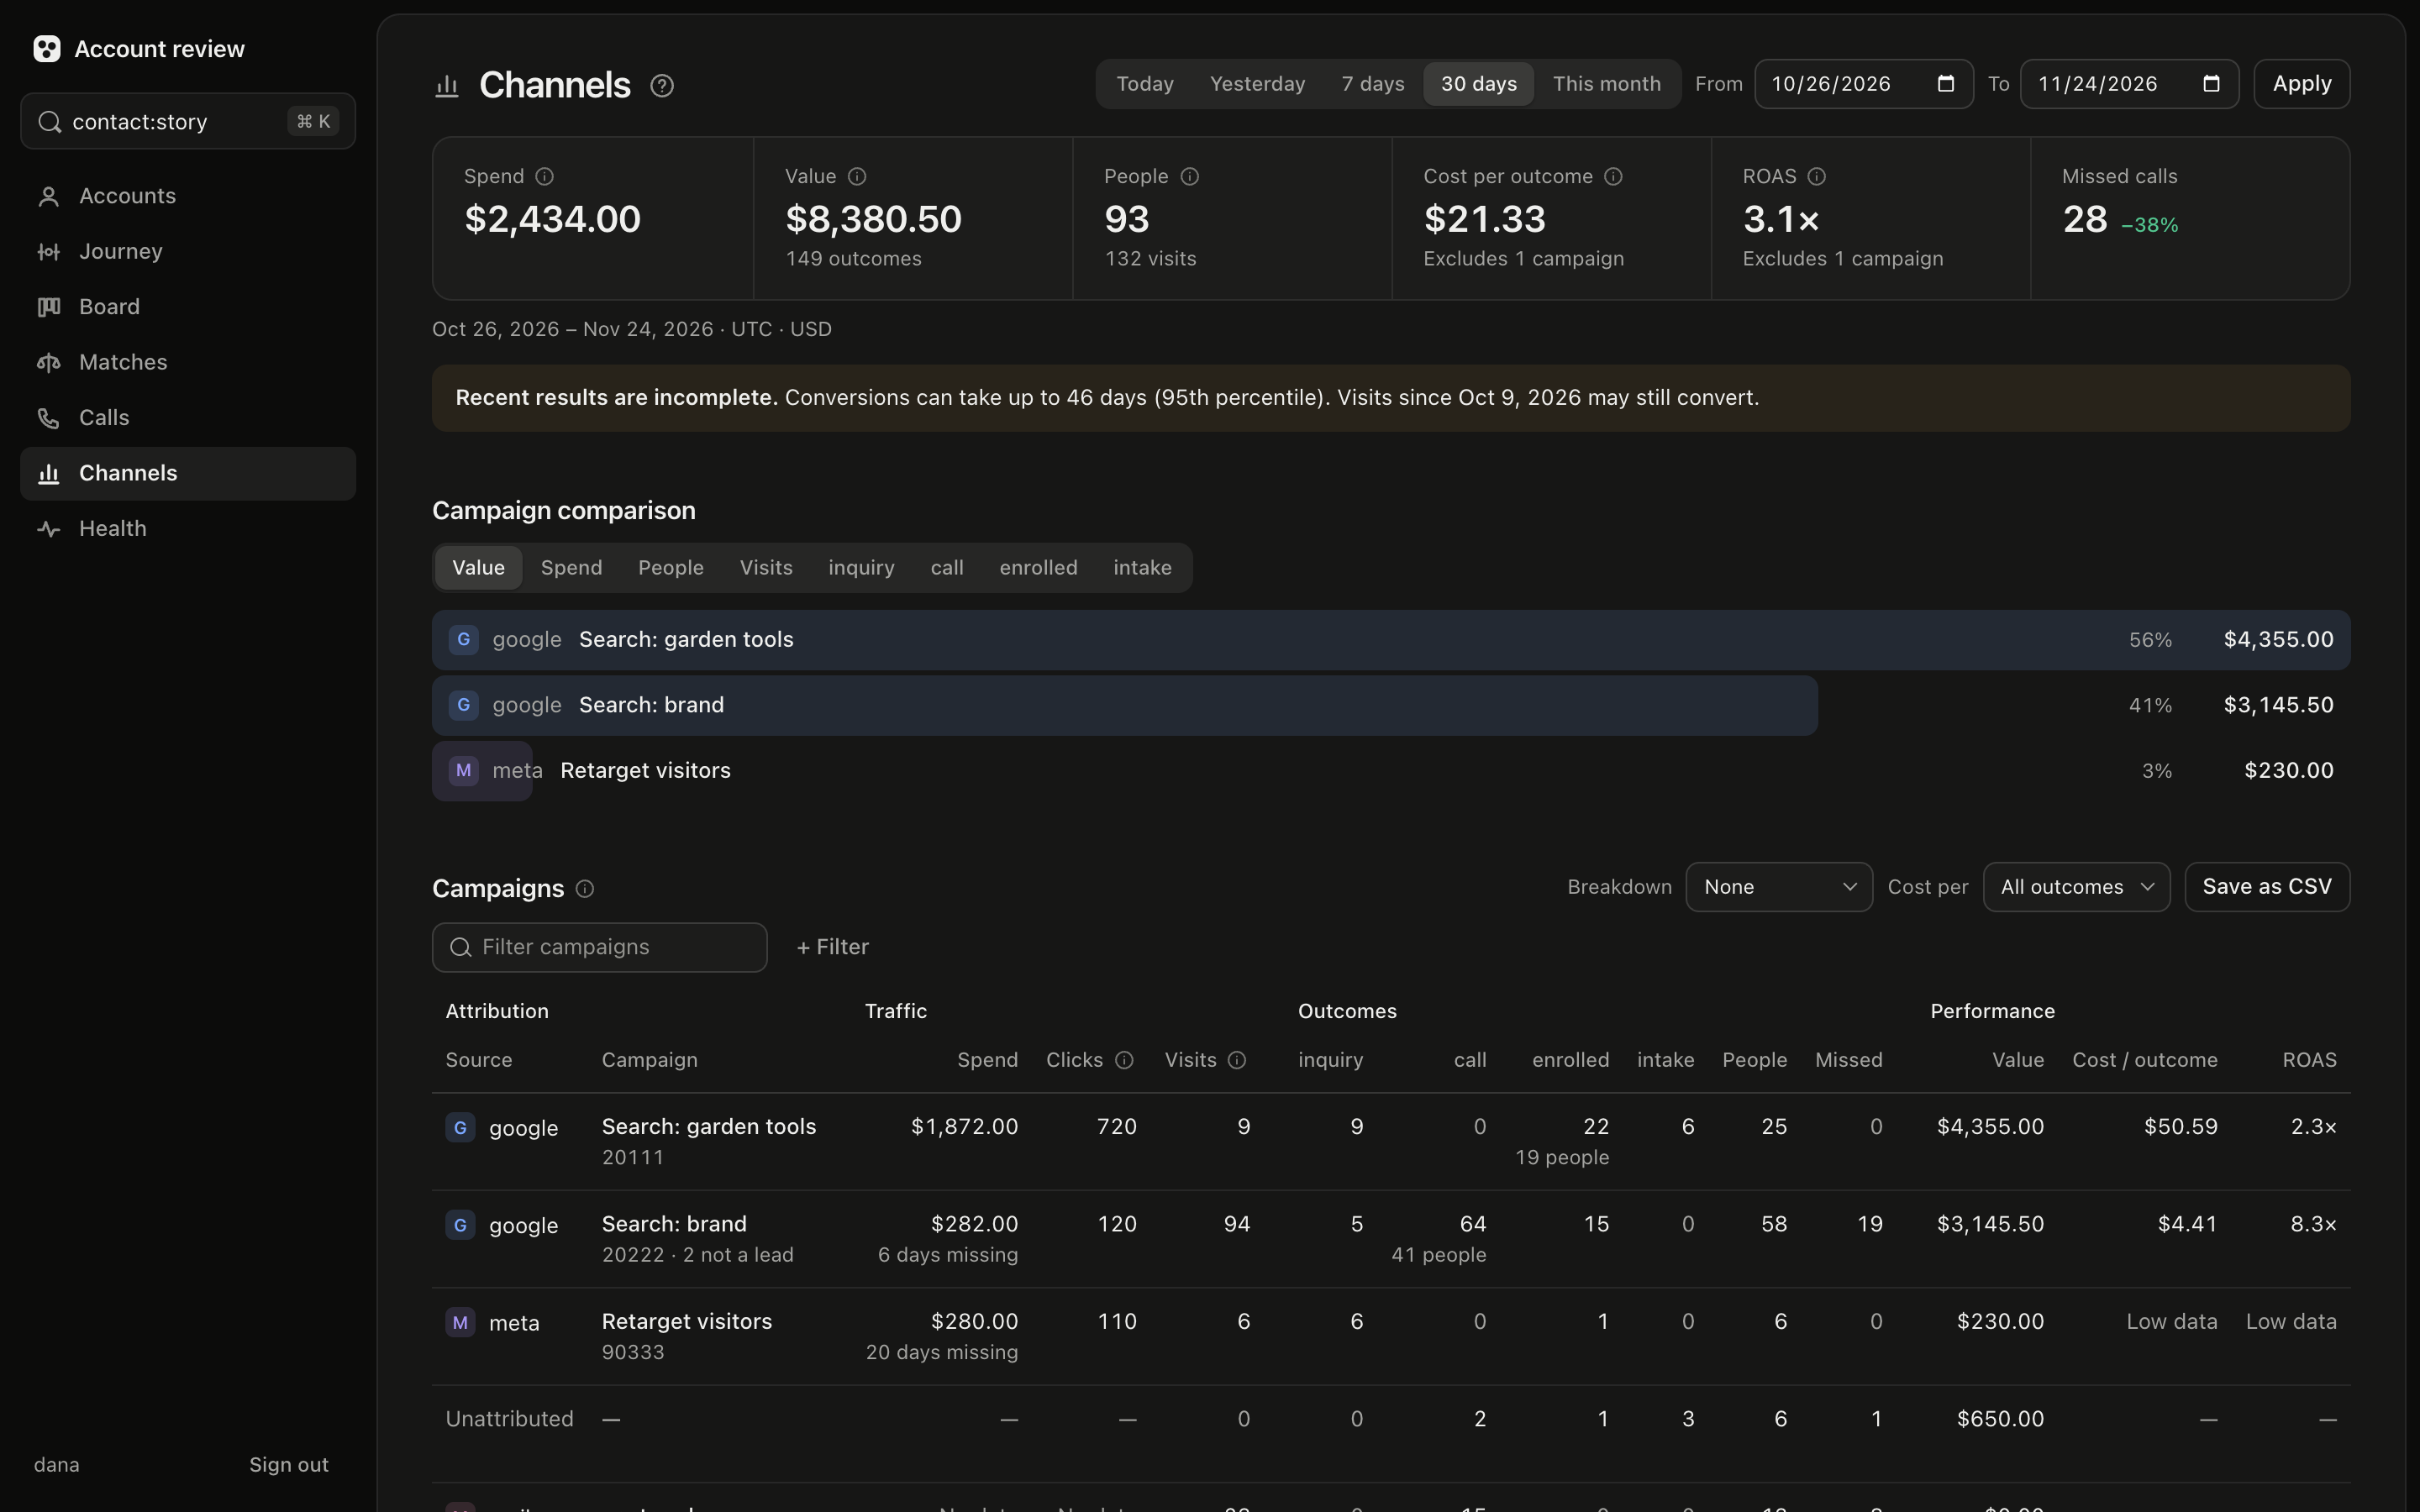 Account review
contact:story ⌘ K
Accounts
Journey
Board
Matches
Calls
Channels
Health
dana Sign out
Channels
Today Yesterday 7 days 30 days This month From 10/26/2026 To 11/24/2026 Apply
Spend Value People Cost per outcome ROAS Missed calls
$2,434.00 $8,380.50 93 $21.33 3.1× 28 −38%
149 outcomes 132 visits Excludes 1 campaign Excludes 1 campaign
Oct 26, 2026 – Nov 24, 2026 · UTC · USD
Recent results are incomplete. Conversions can take up to 46 days (95th percentile). Visits since Oct 9, 2026 may still convert.
Campaign comparison
Value Spend People Visits inquiry call enrolled intake
G google Search: garden tools 56% $4,355.00
G google Search: brand 41% $3,145.50
M meta Retarget visitors 3% $230.00
Campaigns Breakdown None Cost per All outcomes Save as CSV
Filter campaigns + Filter
Attribution Traffic Outcomes Performance
Source Campaign Spend Clicks Visits inquiry call enrolled intake People Missed Value Cost / outcome ROAS
G google Search: garden tools $1,872.00 720 9 9 0 22 6 25 0 $4,355.00 $50.59 2.3×
20111 19 people
G google Search: brand $282.00 120 94 5 64 15 0 58 19 $3,145.50 $4.41 8.3×
20222 · 2 not a lead 6 days missing 41 people
M meta Retarget visitors $280.00 110 6 6 0 1 0 6 0 $230.00 Low data Low data
90333 20 days missing
Unattributed — — — 0 0 2 1 3 6 1 $650.00 — —